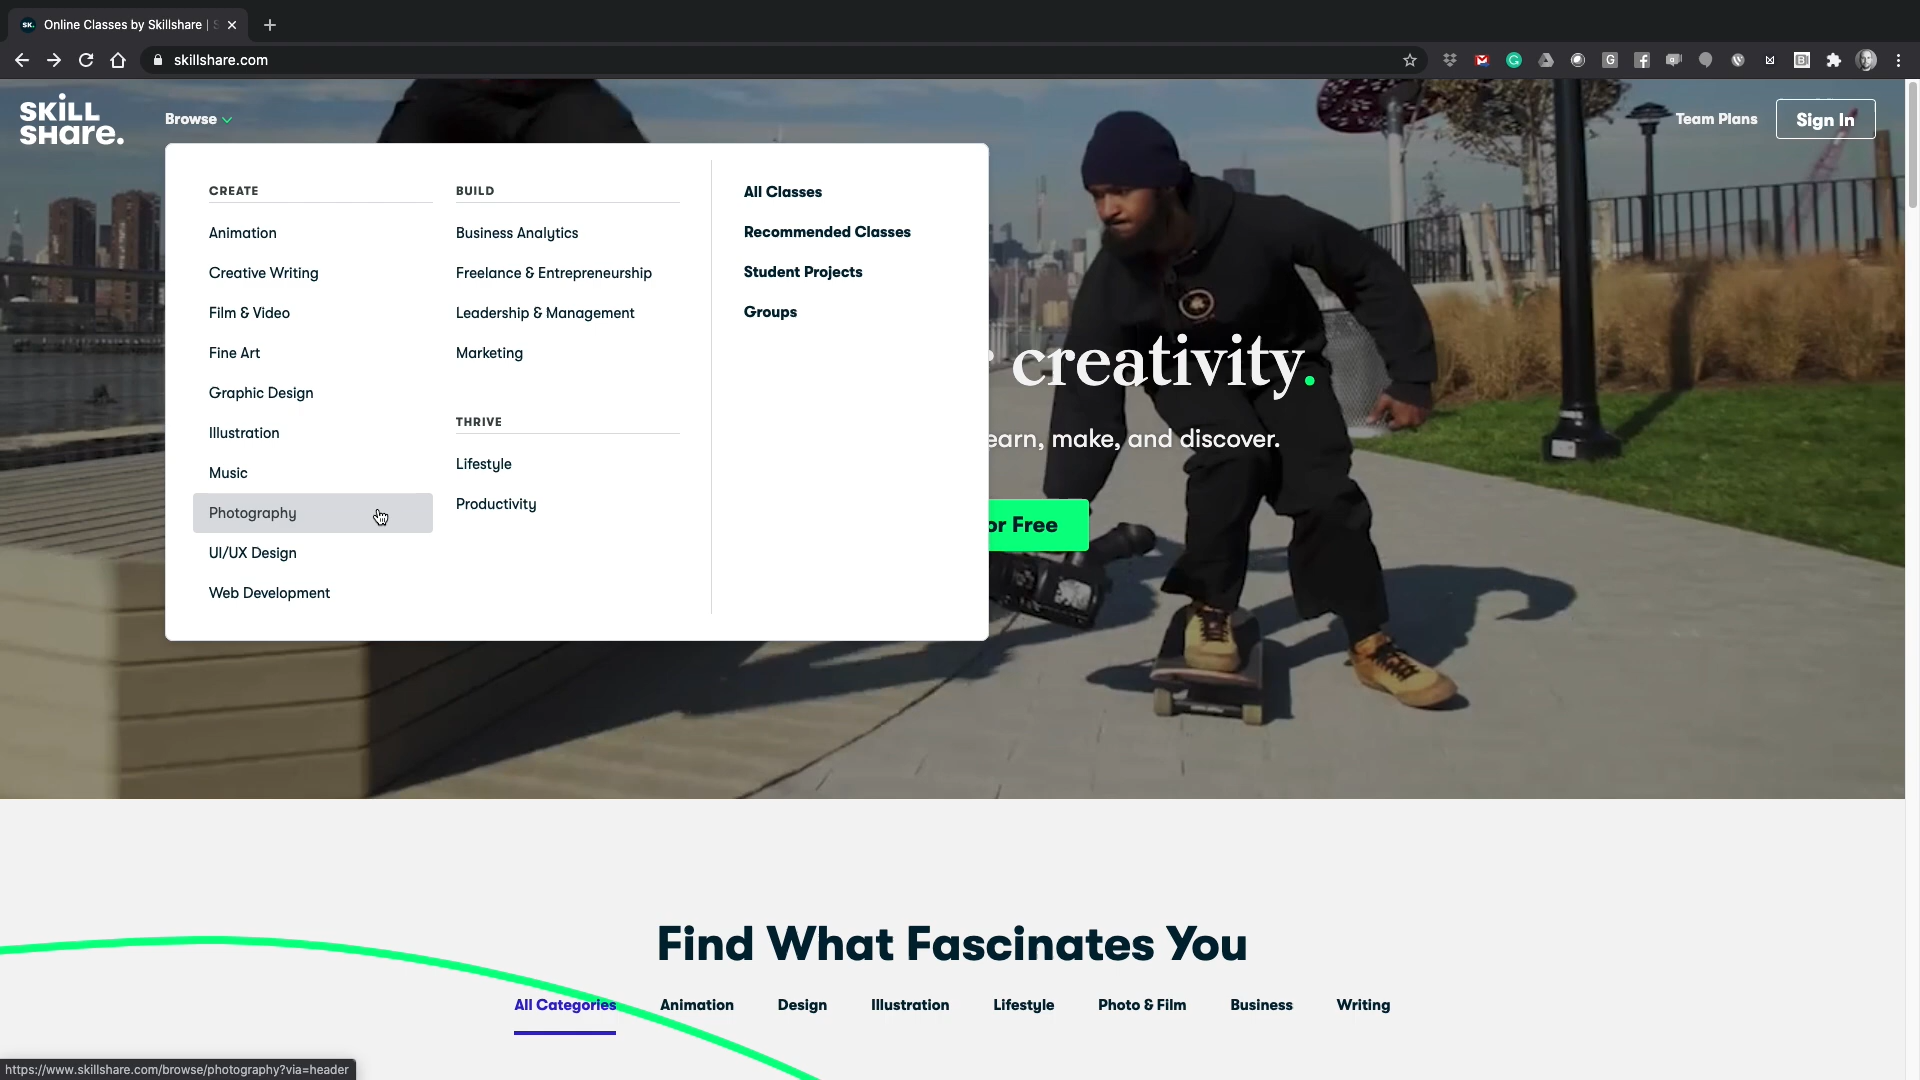 SK.
Online Classes by Skillshare |
skillshare.com
SKILL
SHARE.
Browse
Team Plans
Sign In
CREATE
Animation
Creative Writing
Film & Video
Fine Art
Graphic Design
Illustration
Music
Photography
UI/UX Design
Web Development
BUILD
Business Analytics
Freelance & Entrepreneurship
Leadership & Management
Marketing
THRIVE
Lifestyle
Productivity
All Classes
Recommended Classes
Student Projects
Groups
creativity.
earn, make, and discover.
or Free
Find What Fascinates You
All Categories Animation Design Illustration Lifestyle Photo & Film Business Writing
https://www.skillshare.com/browse/photography?via=header